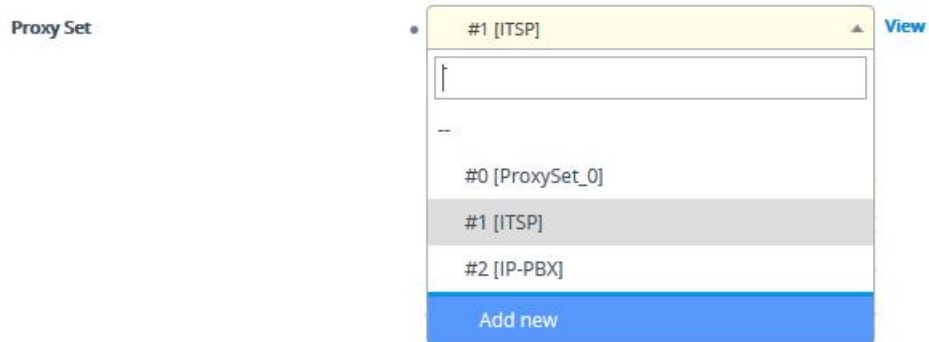 Proxy Set
#1 [ITSP]
View
--
#0 [ProxySet_0]
#1 [ITSP]
#2 [IP-PBX]
Add new